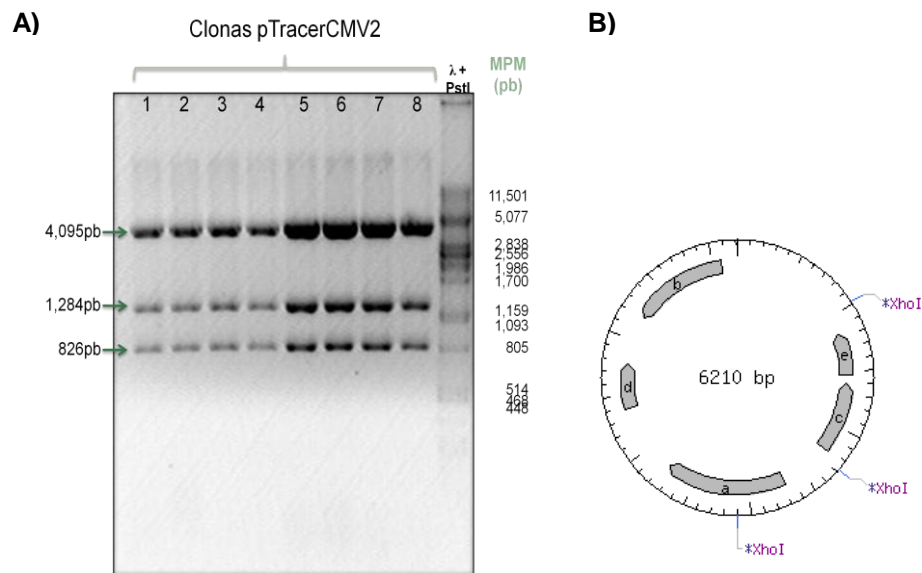 A)
Clonas pTracerCMV2
λ +
PstI
MPM
(pb)
1 2 3 4 5 6 7 8
4,095pb
1,284pb
826pb
11,501
5,077
2,838
2,556
1,986
1,700
1,159
1,093
805
514
468
448
B)
b
*XhoI
e
6210 bp
d
c
a
*XhoI
*XhoI